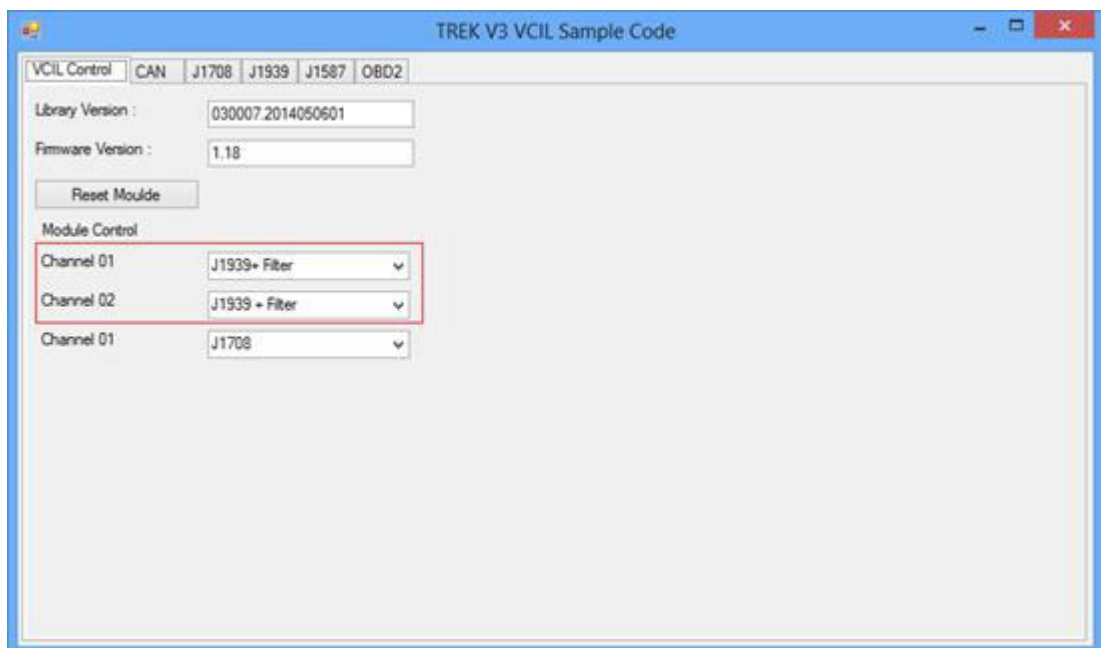 TREK V3 VCIL Sample Code
VCIL Control CAN J1708 J1939 J1587 OBD2
Library Version : 030007.2014050601
Firmware Version : 1.18
Reset Moulde
Module Control
Channel 01 J1939+ Filter
Channel 02 J1939 + Filter
Channel 01 J1708